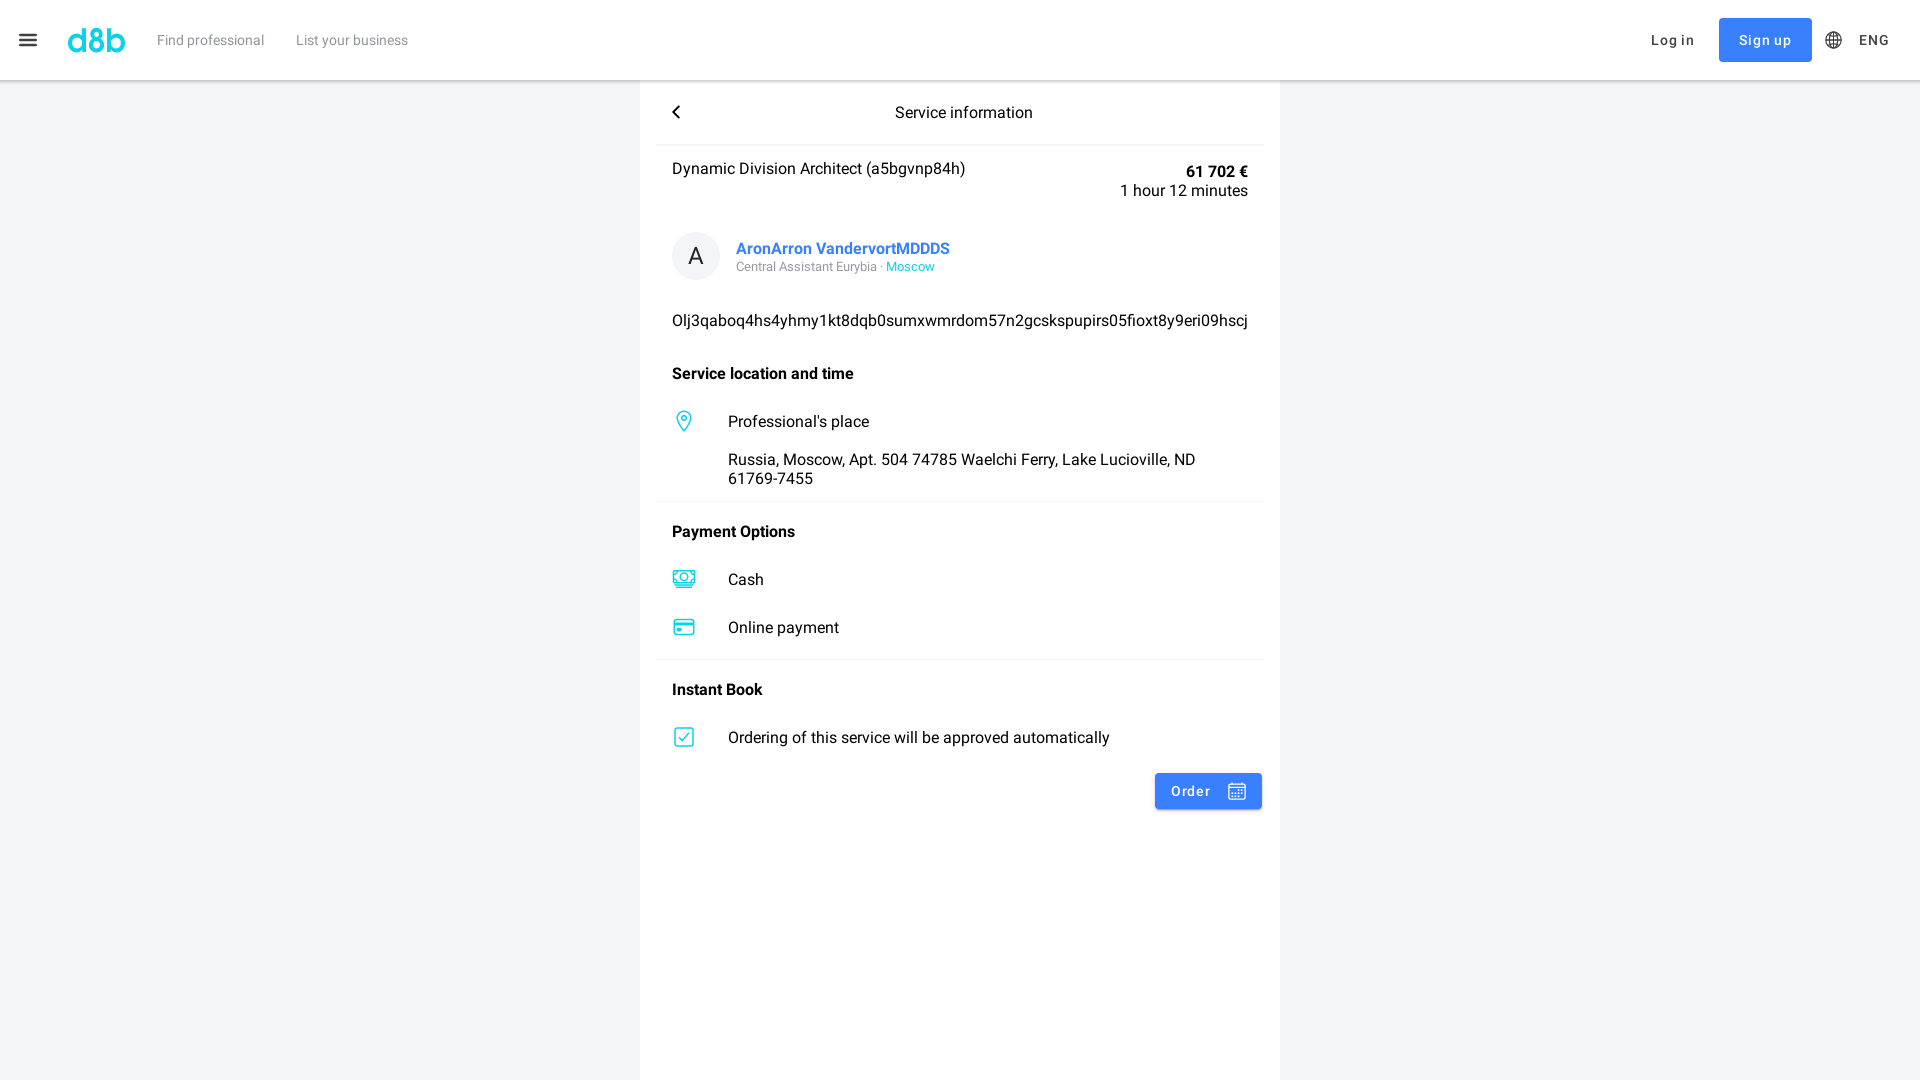 d8b
Find professional
List your business
Log in
Sign up
ENG
Service information
Dynamic Division Architect (a5bgvnp84h)
61 702 €
1 hour 12 minutes
A
AronArron VandervortMDDDS
Central Assistant Eurybia · Moscow
Olj3qaboq4hs4yhmy1kt8dqb0sumxwmrdom57n2gcskspupirs05fioxt8y9eri09hscj
Service location and time
Professional's place
Russia, Moscow, Apt. 504 74785 Waelchi Ferry, Lake Lucioville, ND
61769-7455
Payment Options
Cash
Online payment
Instant Book
Ordering of this service will be approved automatically
Order